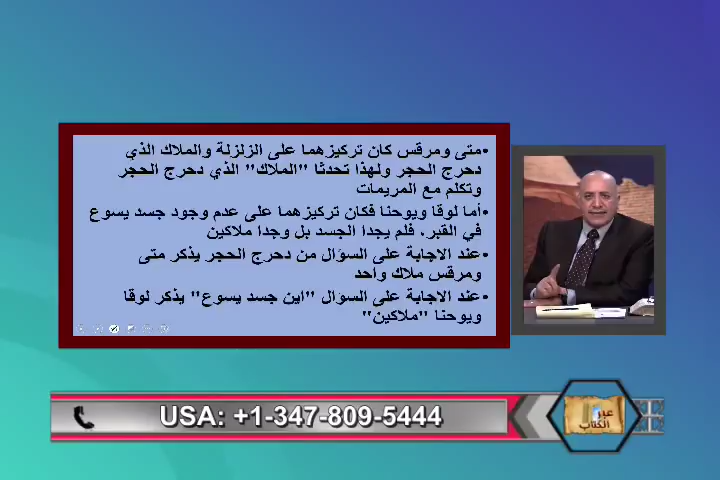 •متى ومرقس كان تركيزهما على الزلزلة والملاك الذي
دحرج الحجر ولهذا تحدثا "الملاك" الذي دحرج الحجر
وتكلم مع المريمات
•أما لوقا ويوحنا فكان تركيزهما على عدم وجود جسد يسوع
في القبر، فلم يجدا الجسد بل وجدا ملاكين
•عند الاجابة على السؤال من دحرج الحجر يذكر متى
ومرقس ملاك واحد
•عند الاجابة على السؤال "اين جسد يسوع" يذكر لوقا
ويوحنا "ملاكين"
USA: +1-347-809-5444
عبر
الكتاب